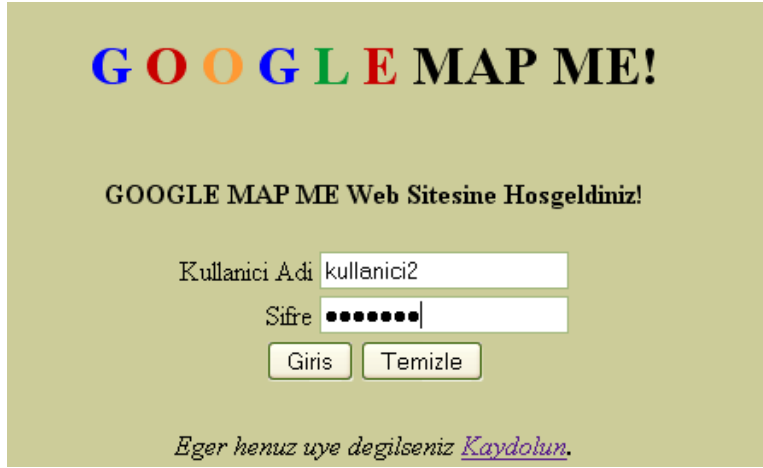 G O O G L E MAP ME!
GOOGLE MAP ME Web Sitesine Hosgeldiniz!
Kullanici Adi kullanici2
Sifre ●●●●●●●
Giris Temizle
Eger henuz uye degilseniz Kaydolun.